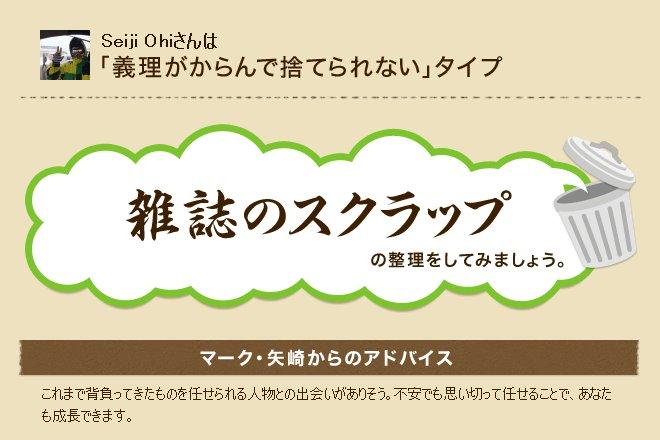 Seiji Ohiさんは
「義理がからんで捨てられない」タイプ
雑誌のスクラップ
の整理をしてみましょう。
マーク・矢崎からのアドバイス
これまで背負ってきたものを任せられる人物との出会いがありそう。不安でも思い切って任せることで、あなた
も成長できます。